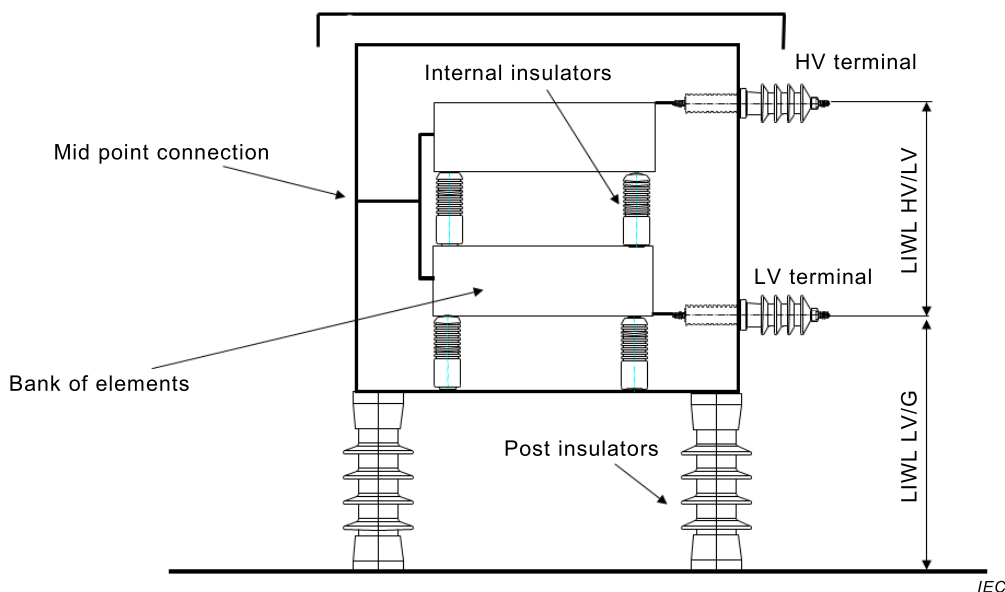 HV terminal
Internal insulators
Mid point connection
LIWL HV/LV
LV terminal
Bank of elements
Post insulators
LIWL LV/G
IEC